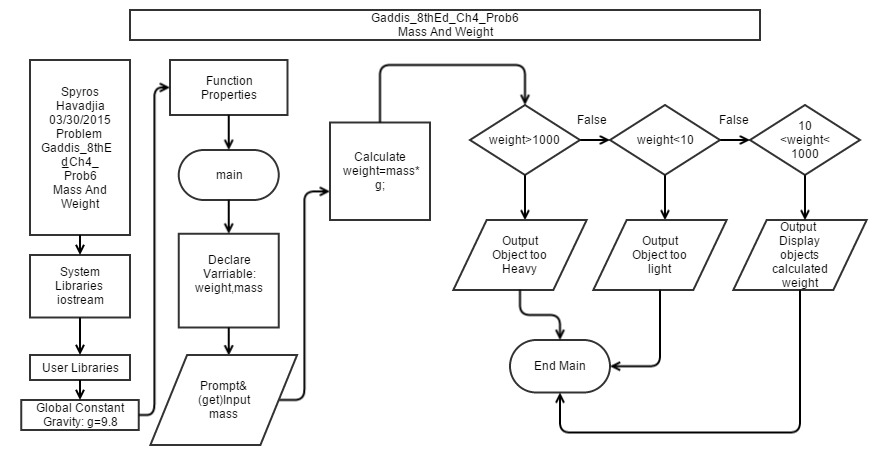 Gaddis_8thEd_Ch4_Prob6
Mass And Weight
Spyros
Havadjia
03/30/2015
Problem
Gaddis_8thE
dCh4_
Prob6
Mass And
Weight
System
Libraries
iostream
User Libraries
Global Constant
Gravity: g=9.8
Function
Properties
main
Declare
Varriable:
weight,mass
Prompt&
(get)Input
mass
Calculate
weight=mass*
g;
weight>1000
False
weight<10
False
10
<weight<
1000
Output
Object too
Heavy
Output
Object too
light
Output
Display
objects
calculated
weight
End Main